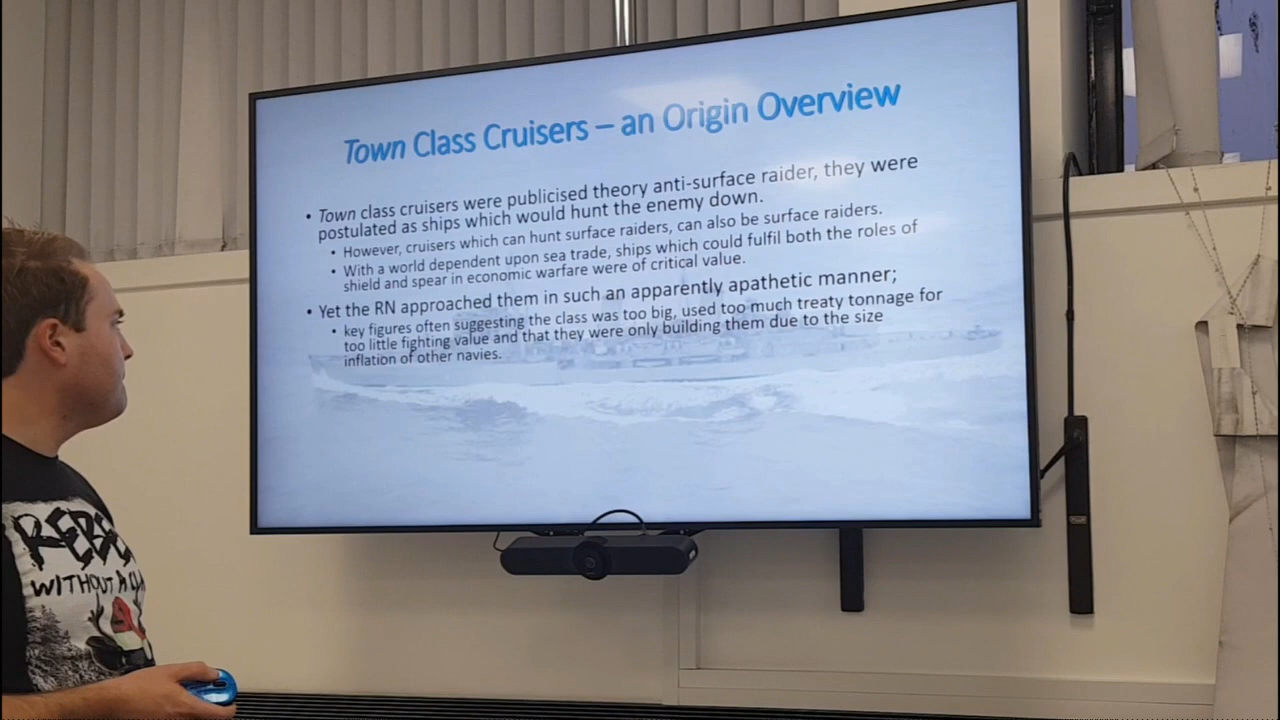 Town Class Cruisers – an Origin Overview
• Town class cruisers were publicised theory anti-surface raider, they were
postulated as ships which would hunt the enemy down.
• However, cruisers which can hunt surface raiders, can also be surface raiders.
• With a world dependent upon sea trade, ships which could fulfil both the roles of
shield and spear in economic warfare were of critical value.
• Yet the RN approached them in such an apparently apathetic manner;
• key figures often suggesting the class was too big, used too much treaty tonnage for
too little fighting value and that they were only building them due to the size
inflation of other navies.
REBE
WITHOUT A CLA